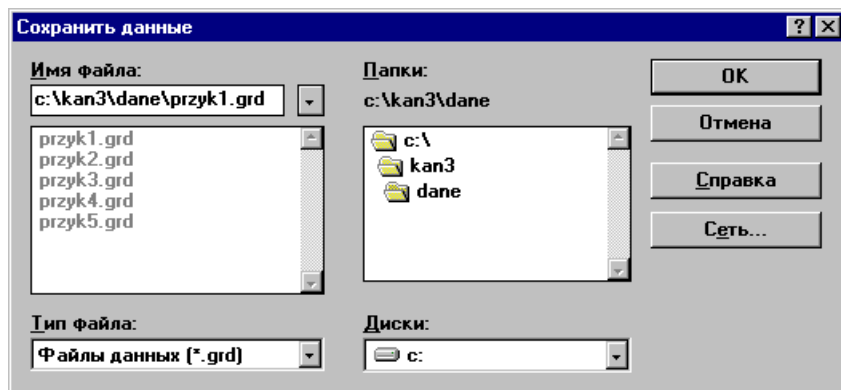 Сохранить данные
Имя файла:
c:\kan3\dane\przyk1.grd
przyk1.grd
przyk2.grd
przyk3.grd
przyk4.grd
przyk5.grd
Тип файла:
Файлы данных (*.grd)
Папки:
c:\kan3\dane
c:\
kan3
dane
Диски:
c:
OK
Отмена
Справка
Сеть...